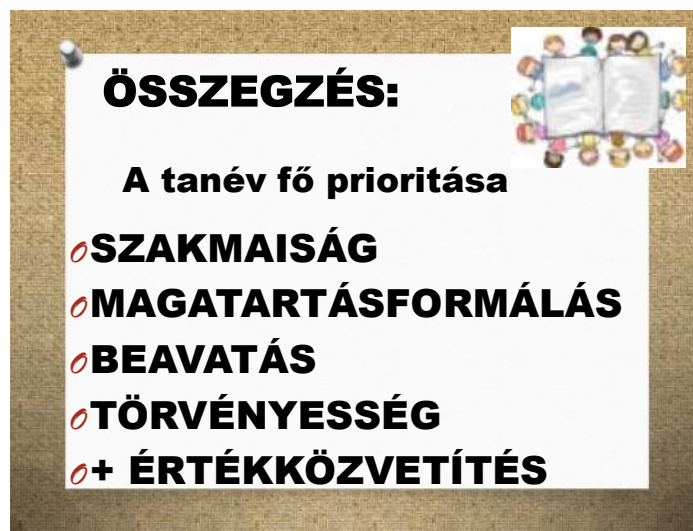 ÖSSZEGZÉS:
A tanév fő prioritása
SZAKMAISÁG
MAGATARTÁSFORMÁLÁS
BEAVATÁS
TÖRVÉNYESSÉG
+ ÉRTÉKKÖZVETÍTÉS